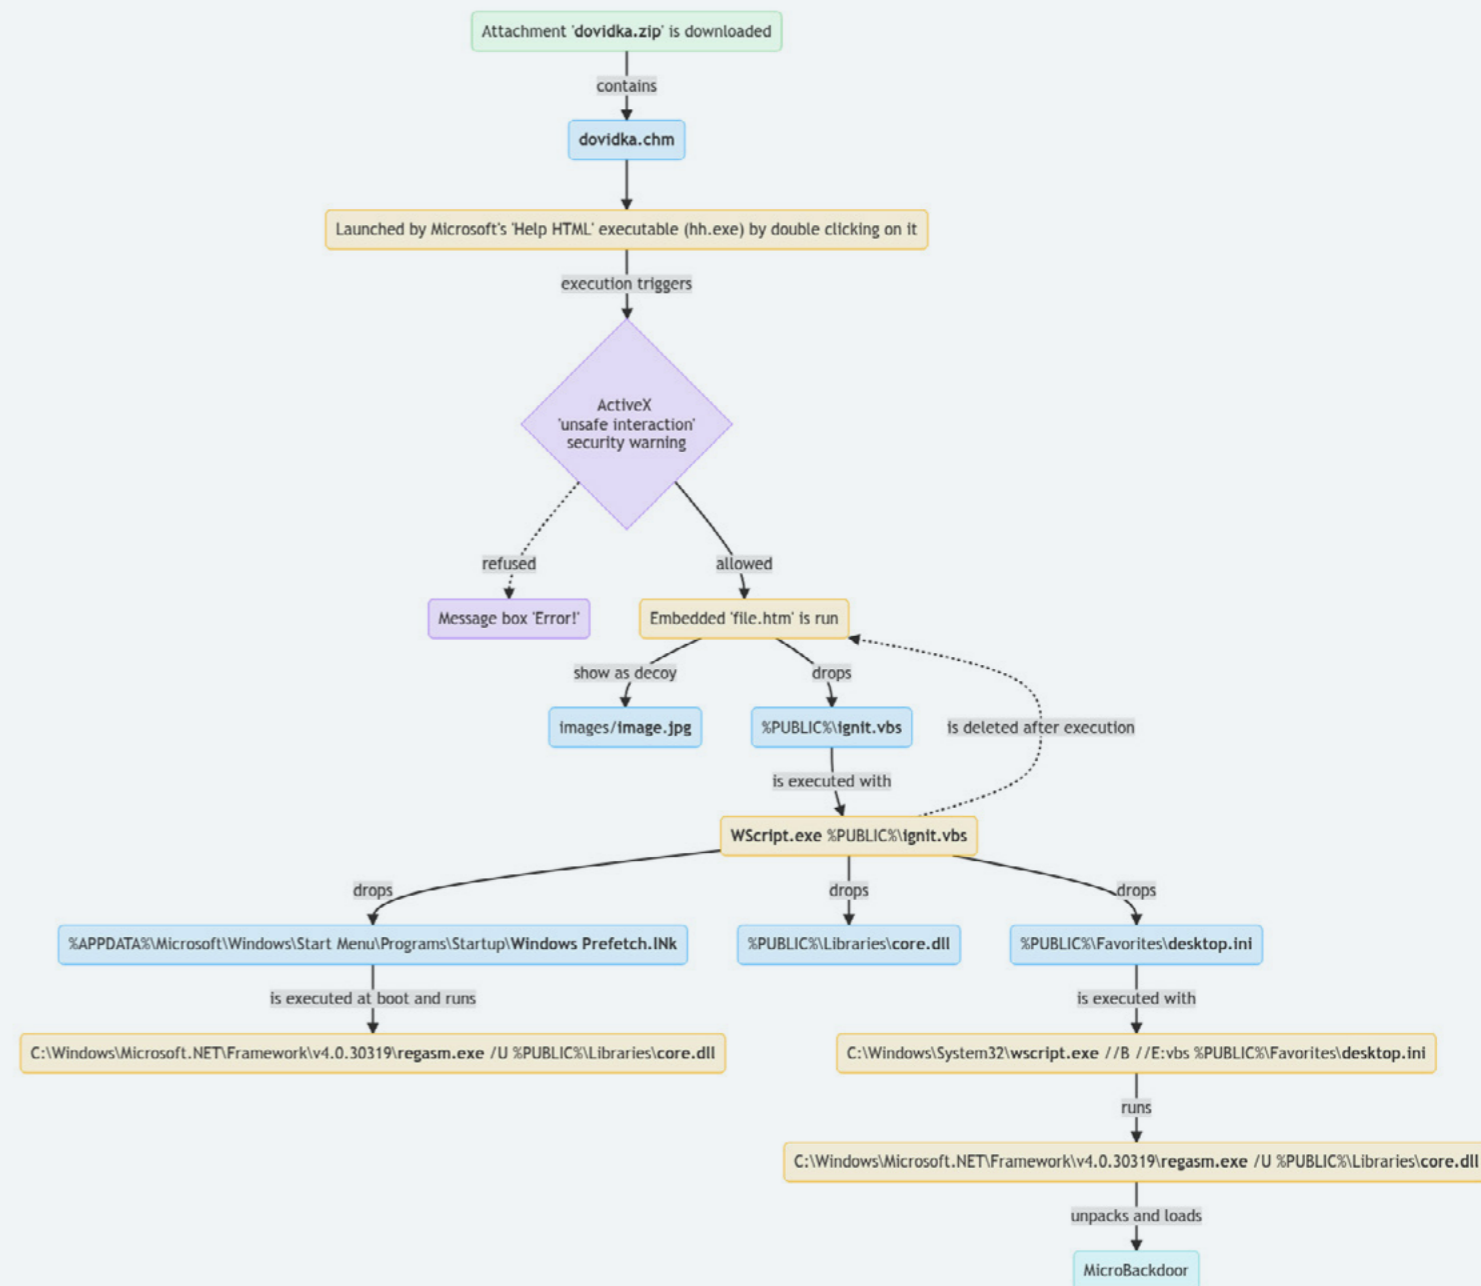 Attachment 'dovidka.zip' is downloaded
contains
dovidka.chm
Launched by Microsoft's 'Help HTML' executable (hh.exe) by double clicking on it
execution triggers
ActiveX
'unsafe interaction'
security warning
refused
allowed
Message box 'Error!'
Embedded 'file.htm' is run
show as decoy
drops
images/image.jpg
%PUBLIC%\ignit.vbs
is deleted after execution
is executed with
WScript.exe %PUBLIC%\ignit.vbs
drops
drops
drops
%APPDATA%\Microsoft\Windows\Start Menu\Programs\Startup\Windows Prefetch.lNk
%PUBLIC%\Libraries\core.dll
%PUBLIC%\Favorites\desktop.ini
is executed at boot and runs
is executed with
C:\Windows\Microsoft.NET\Framework\v4.0.30319\regasm.exe /U %PUBLIC%\Libraries\core.dll
C:\Windows\System32\wscript.exe //B //E:vbs %PUBLIC%\Favorites\desktop.ini
runs
C:\Windows\Microsoft.NET\Framework\v4.0.30319\regasm.exe /U %PUBLIC%\Libraries\core.dll
unpacks and loads
MicroBackdoor